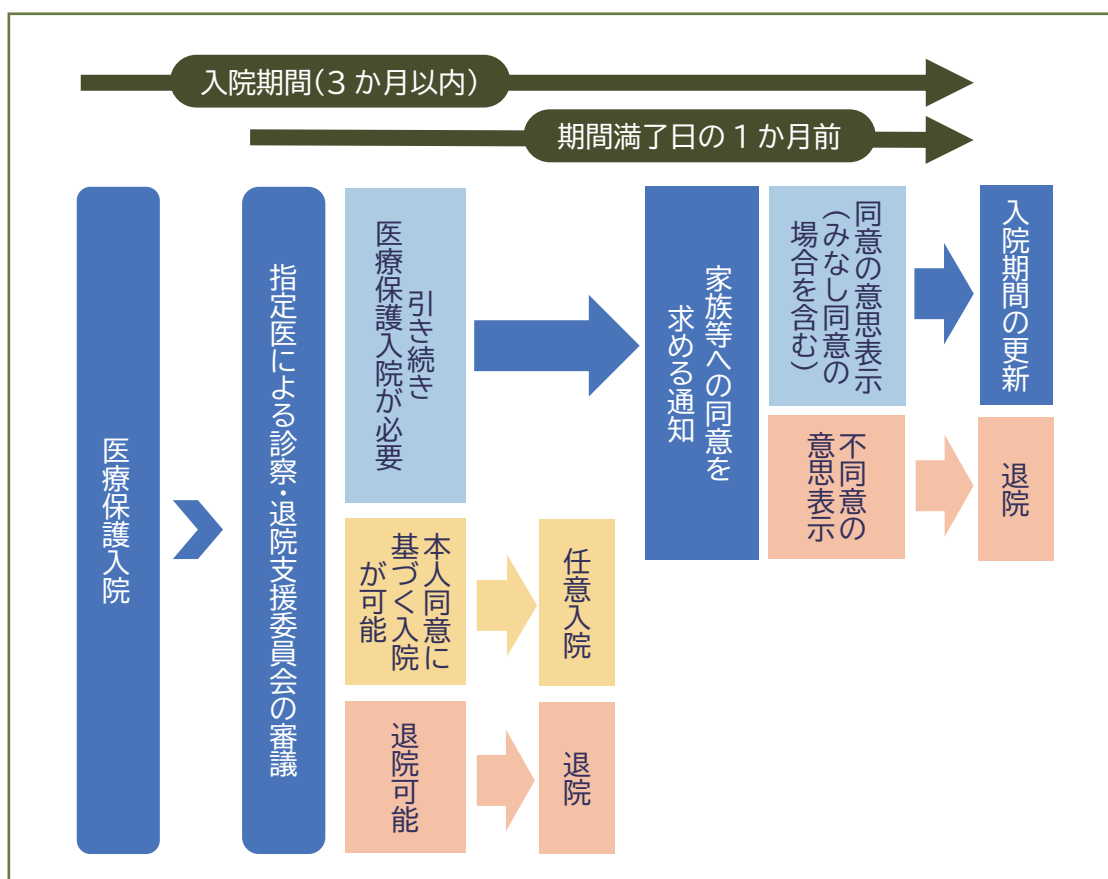 入院期間(3か月以内)
期間満了日の1か月前
医療保護入院
指定医による診察・退院支援委員会の審議
引き続き
医療保護入院が必要
本人同意に
基づく入院
が可能
任意入院
退院可能
退院
家族等への同意を
求める通知
同意の意思表示
(みなし同意の
場合を含む)
入院期間の更新
不同意の
意思表示
退院